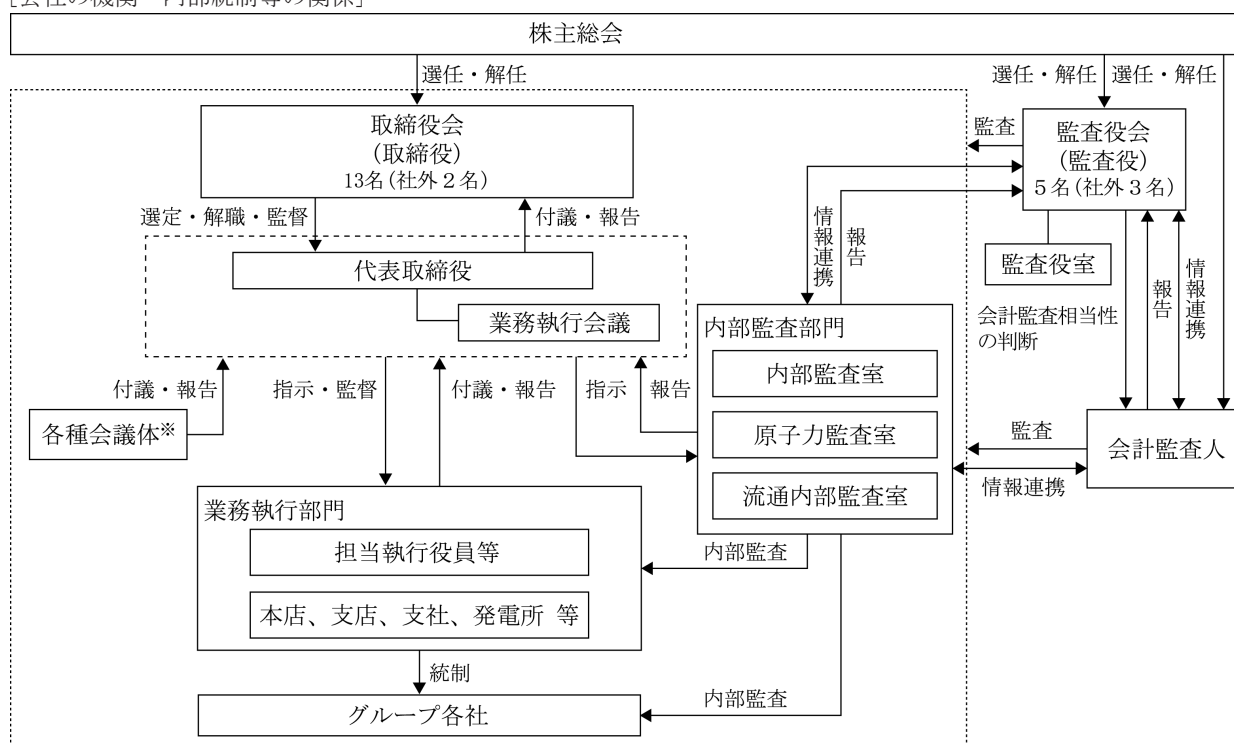 [会社の機関・内部統制等の関係]
株主総会
選任・解任
選任・解任
選任・解任
取締役会
(取締役)
13名(社外2名)
監査
監査役会
(監査役)
5名(社外3名)
選定・解職・監督
付議・報告
情報連携
報告
監査役室
代表取締役
業務執行会議
会計監査相当性
の判断
報告
情報連携
内部監査部門
内部監査室
原子力監査室
流通内部監査室
付議・報告
指示・監督
付議・報告
指示
報告
各種会議体※
監査
会計監査人
情報連携
業務執行部門
担当執行役員等
本店、支店、支社、発電所 等
内部監査
統制
内部監査
グループ各社